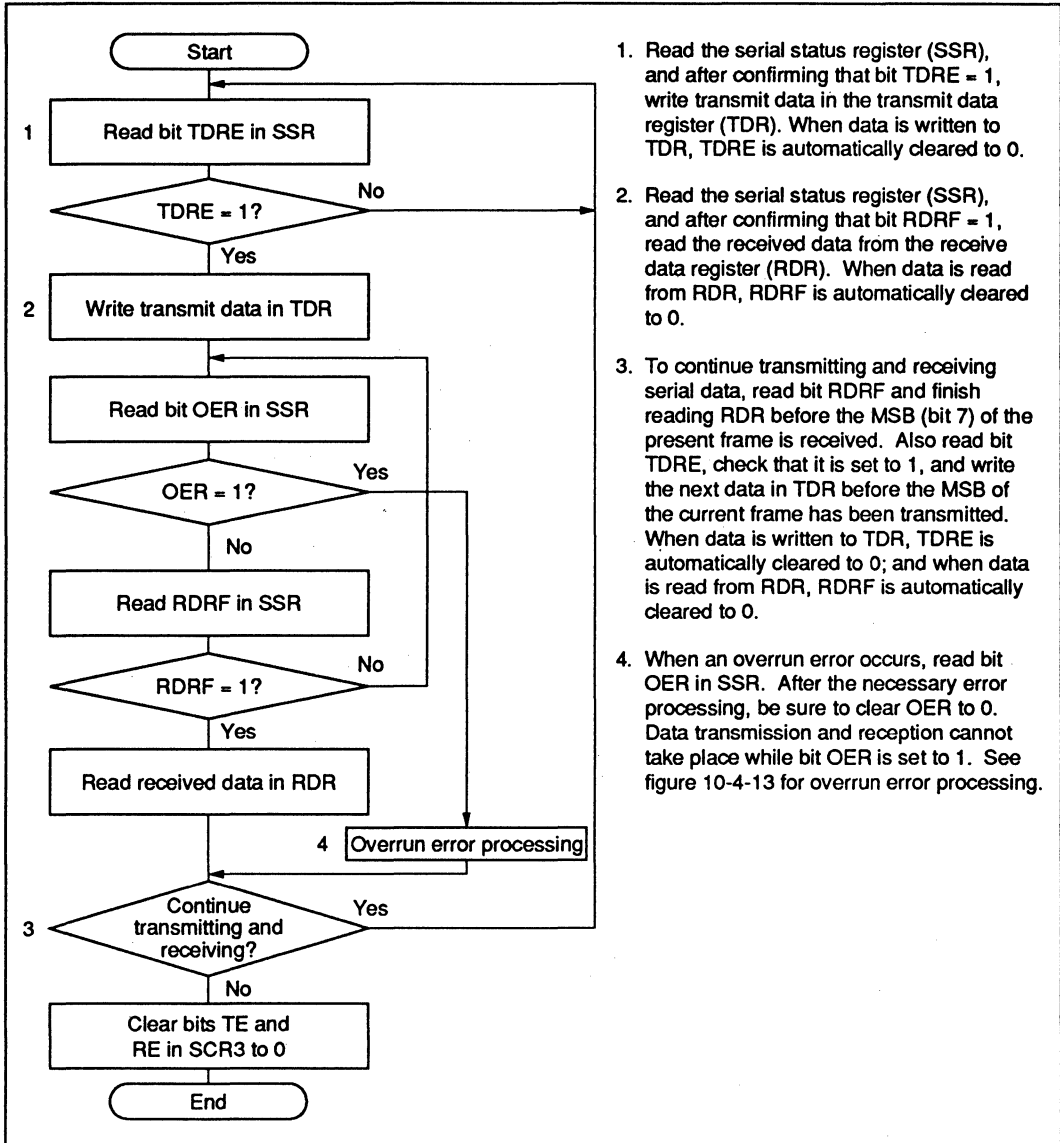 Start
1
Read bit TDRE in SSR
TDRE = 1?
No
Yes
2
Write transmit data in TDR
Read bit OER in SSR
OER = 1?
Yes
No
Read RDRF in SSR
RDRF = 1?
No
Yes
Read received data in RDR
4
Overrun error processing
3
Continue
transmitting and
receiving?
Yes
No
Clear bits TE and
RE in SCR3 to 0
End
1. Read the serial status register (SSR),
and after confirming that bit TDRE = 1,
write transmit data in the transmit data
register (TDR). When data is written to
TDR, TDRE is automatically cleared to 0.
2. Read the serial status register (SSR),
and after confirming that bit RDRF = 1,
read the received data from the receive
data register (RDR). When data is read
from RDR, RDRF is automatically cleared
to 0.
3. To continue transmitting and receiving
serial data, read bit RDRF and finish
reading RDR before the MSB (bit 7) of the
present frame is received. Also read bit
TDRE, check that it is set to 1, and write
the next data in TDR before the MSB of
the current frame has been transmitted.
When data is written to TDR, TDRE is
automatically cleared to 0; and when data
is read from RDR, RDRF is automatically
cleared to 0.
4. When an overrun error occurs, read bit
OER in SSR. After the necessary error
processing, be sure to clear OER to 0.
Data transmission and reception cannot
take place while bit OER is set to 1. See
figure 10-4-13 for overrun error processing.